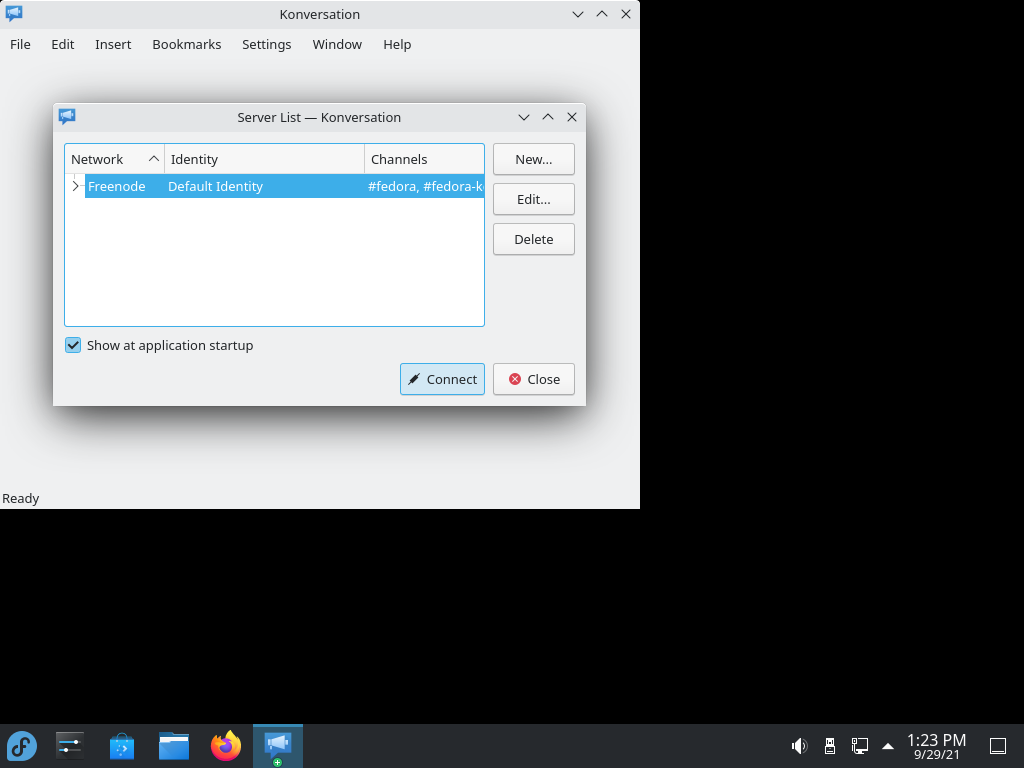 Konversation
File Edit Insert Bookmarks Settings Window Help
Server List — Konversation
Network Identity Channels
Freenode Default Identity #fedora, #fedora-k
New...
Edit...
Delete
Show at application startup
Connect Close
Ready
1:23 PM
9/29/21